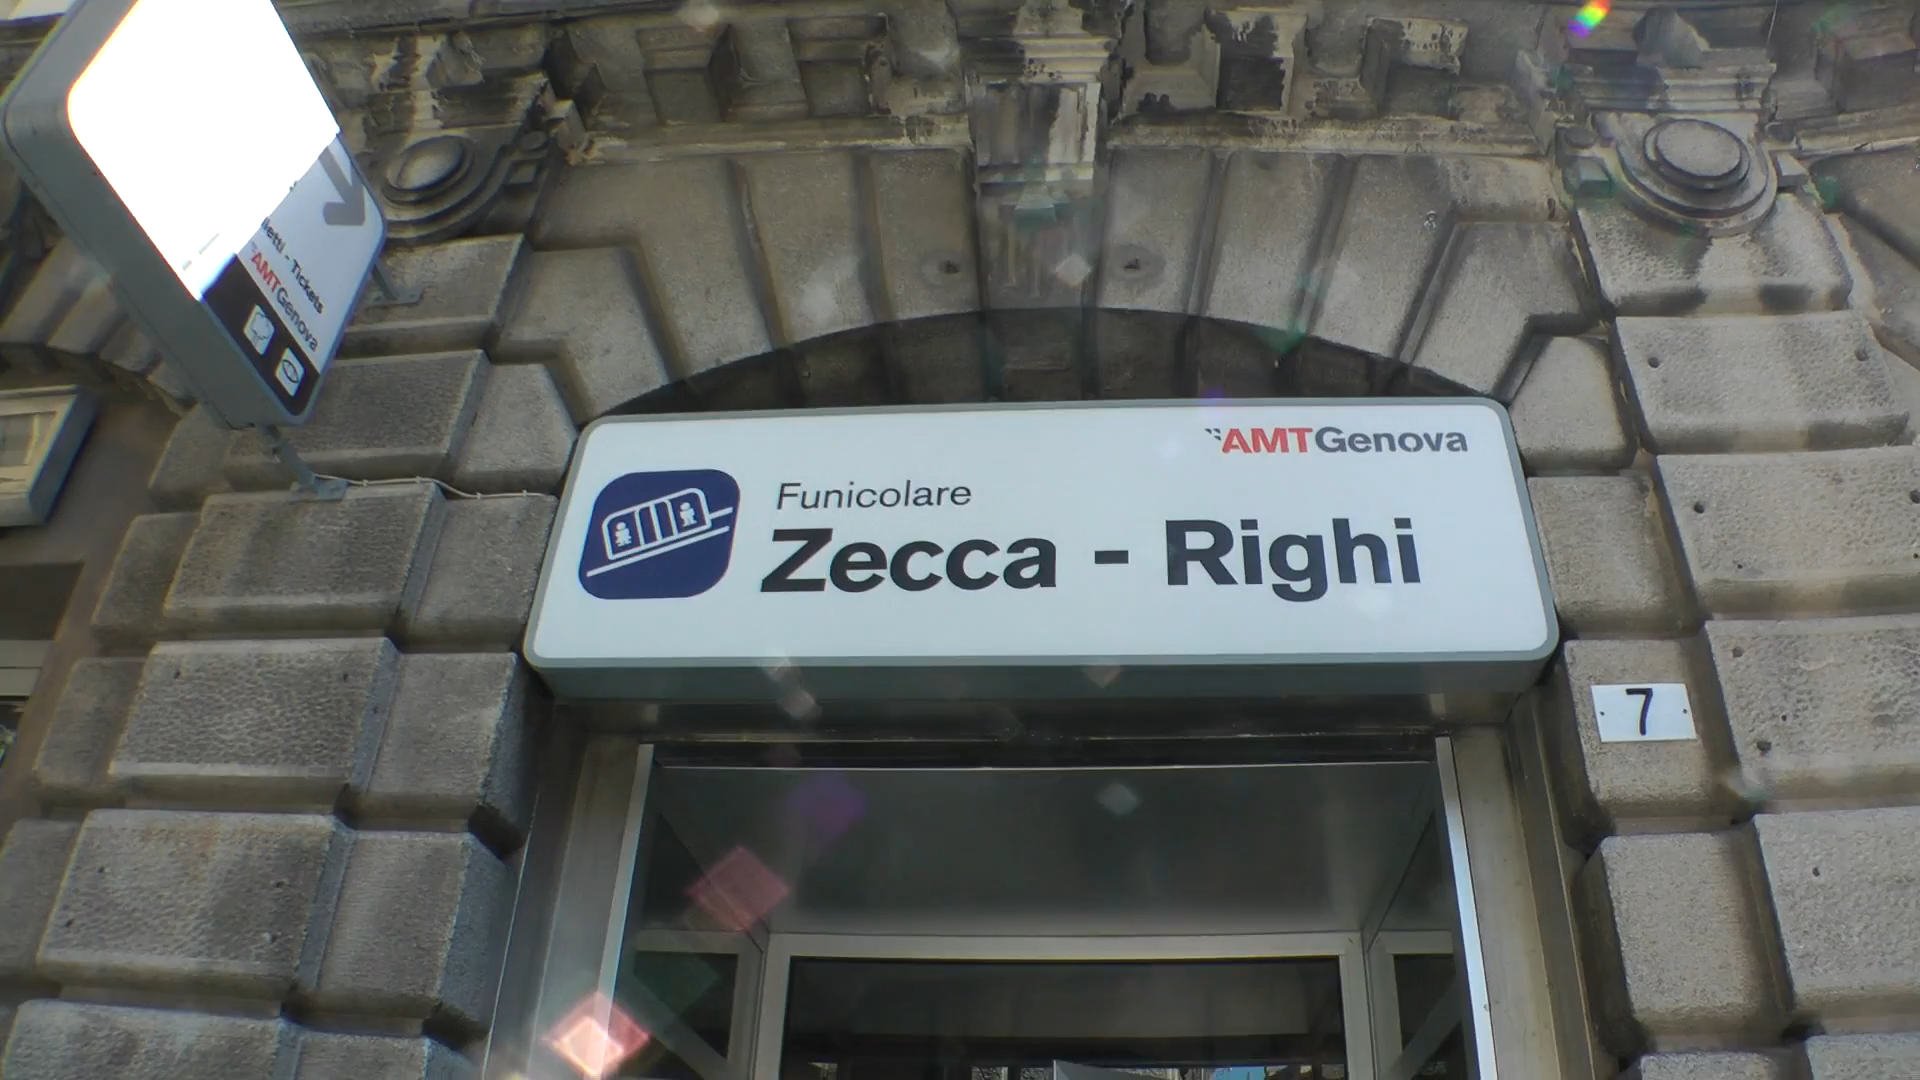 Tickets
AMTGenova
AMTGenova
Funicolare
Zecca - Righi
7